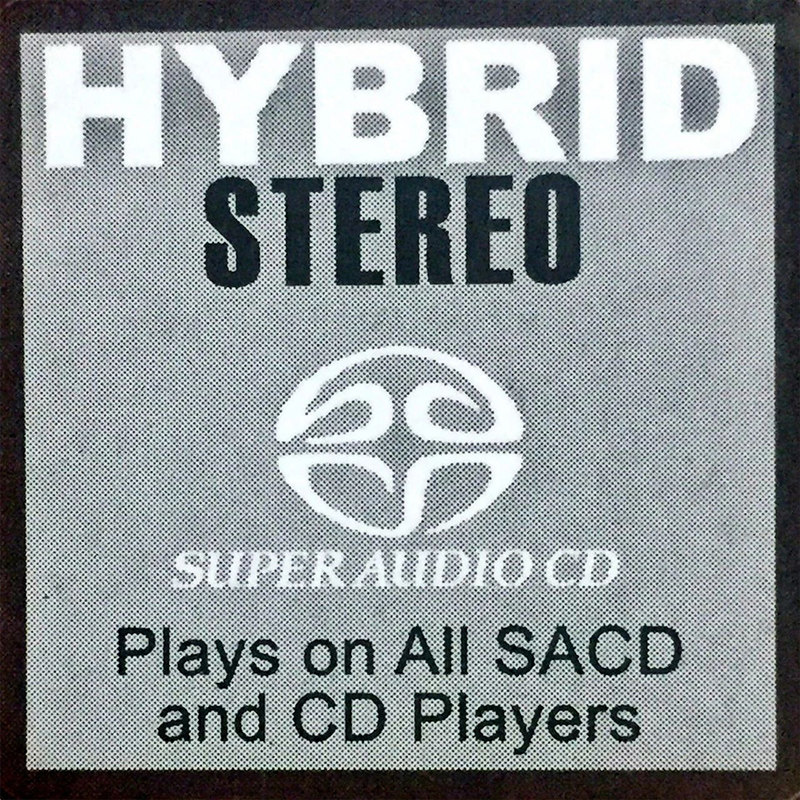 HYBRID
STEREO
SUPER AUDIO CD
Plays on All SACD
and CD Players